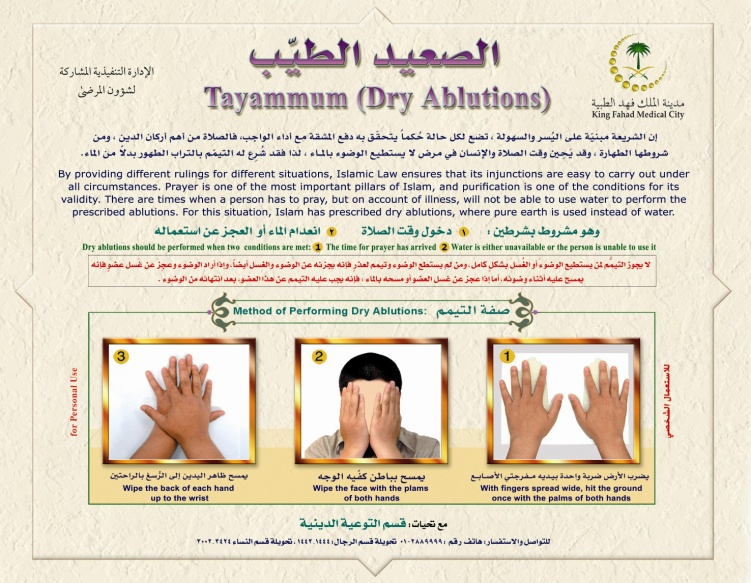 الإدارة التنفيذية المشاركة
لشؤون المرضى
الصعيد الطيّب
Tayammum (Dry Ablutions)
مدينة الملك فهد الطبية
King Fahad Medical City
إن الشريعة مبنيّة على اليُسر والسهولة ، تضع لكل حالة حُكماً يتحقق به دفع المشقة مع أداء الواجب، فالصلاة من أهم أركان الدين ، ومن
شروطها الطهارة ، وقد يَحِين وقت الصلاة والإنسان في مرض لا يستطيع الوضوء بالماء ، لذا فقد شُرع له التيمّم بالتراب الطهور بدلًا من الماء.
By providing different rulings for different situations, Islamic Law ensures that its injunctions are easy to carry out under
all circumstances. Prayer is one of the most important pillars of Islam, and purification is one of the conditions for its
validity. There are times when a person has to pray, but on account of illness, will not be able to use water to perform the
prescribed ablutions. For this situation, Islam has prescribed dry ablutions, where pure earth is used instead of water.
وهو مشروط بشرطين : ١ دخول وقت الصلاة ٢ انعدام الماء أو العجز عن استعماله
Dry ablutions should be performed when two conditions are met: 1 The time for prayer has arrived 2 Water is either unavailable or the person is unable to use it
لا يجوز التيمُّم لمن يستطيع الوضوء أو الغُسل بشكل كامل، ومن لم يستطع الوضوء وتيمم لعذرٍ فإنه يجزئه عن الوضوء والغسل أيضاً، وإذا أراد الوضوء وعجز عن غُسل عضوٍ فإنه
يمسح عليه أثناء وضوئه، أما إذا عجز عن غسل العضو أو مسحه بالماء ، فإنه يجب عليه التيمم عن هذا العضو، بعد انتهائه من الوضوء .
Method of Performing Dry Ablutions: صفة التيمم
للاستعمال الشخصي
for Personal Use
1
يضرب الأرض ضربة واحدة بيديه مفرجتي الأصابع
With fingers spread wide, hit the ground
once with the palms of both hands
2
يمسح بباطن كفّيه الوجه
Wipe the face with the plams
of both hands
3
يمسح ظاهر اليدين إلى الرُّسغ بالراحتين
Wipe the back of each hand
up to the wrist
مع تحيات: قسم التوعية الدينية
للتواصل والاستفسار: هاتف رقم : ٠١-٢٨٨٩٩٩٩ تحويلة قسم الرجال: ١٤٤٢،١٤٤٤ ، تحويلة قسم النساء ٣٠٠٢،٣٤٢٤